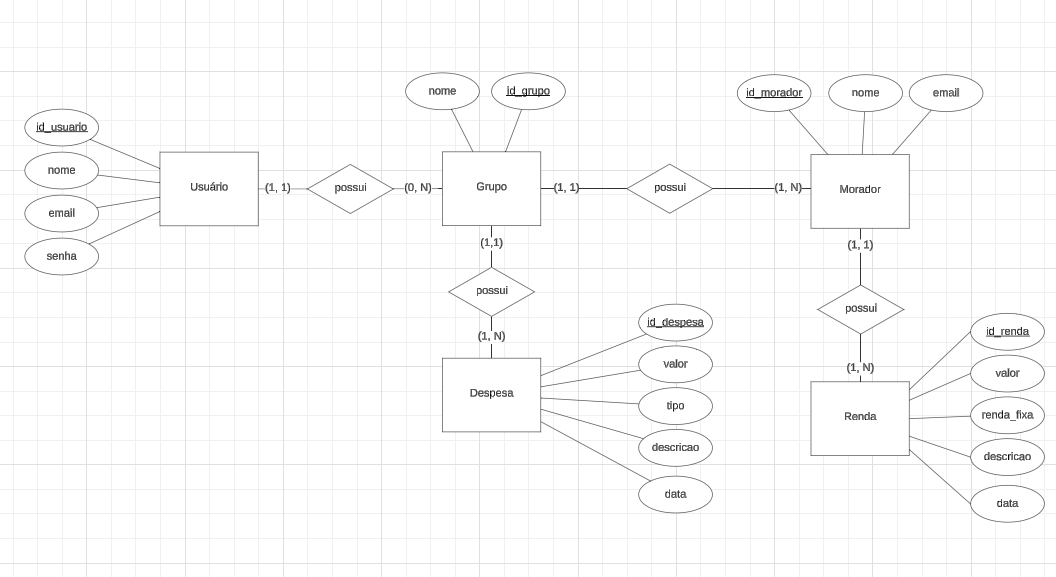 nome
id_grupo
id_morador
nome
email
id_usuario
nome
email
senha
Usuário
(1, 1)
possui
(0, N)
Grupo
(1, 1)
possui
(1, N)
Morador
(1,1)
possui
(1, N)
Despesa
id_despesa
valor
tipo
descricao
data
(1, 1)
possui
(1, N)
Renda
id_renda
valor
renda_fixa
descricao
data